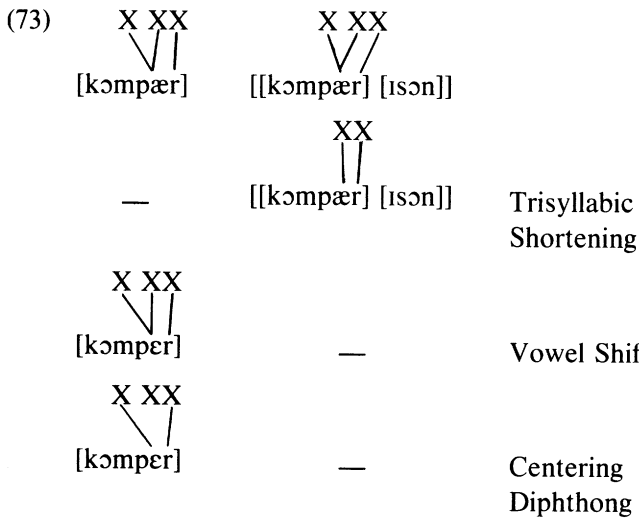 (73) X XX X XX
[kɔmpær] [[kɔmpær] [ɪsɔn]]
XX
— [[kɔmpær] [ɪsɔn]] Trisyllabic
Shortening
X XX
[kɔmpɛr] — Vowel Shif
X XX
[kɔmpɛr] — Centering
Diphthong